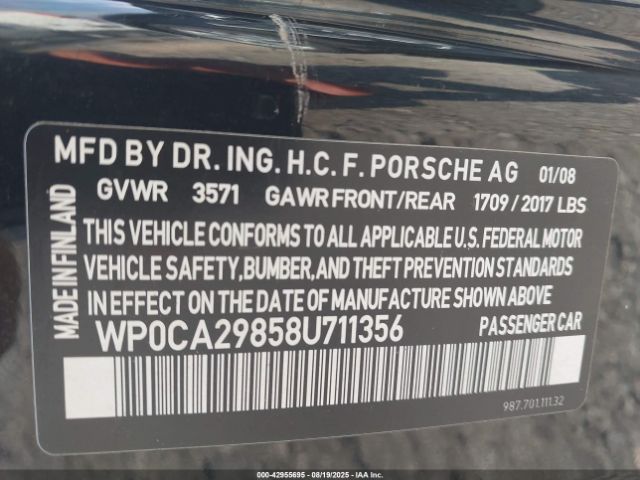 MFD BY DR. ING. H.C. F. PORSCHE AG 01/08
GVWR 3571 GAWR FRONT/REAR 1709 / 2017 LBS
THIS VEHICLE CONFORMS TO ALL APPLICABLE U.S. FEDERAL MOTOR
VEHICLE SAFETY, BUMBER, AND THEFT PREVENTION STANDARDS
IN EFFECT ON THE DATE OF MANUFACTURE SHOWN ABOVE.
WP0CA29858U711356 PASSENGER CAR
MADE IN FINLAND
987.701.111.32
000-42955695 - 08/19/2025 - IAAI.COM